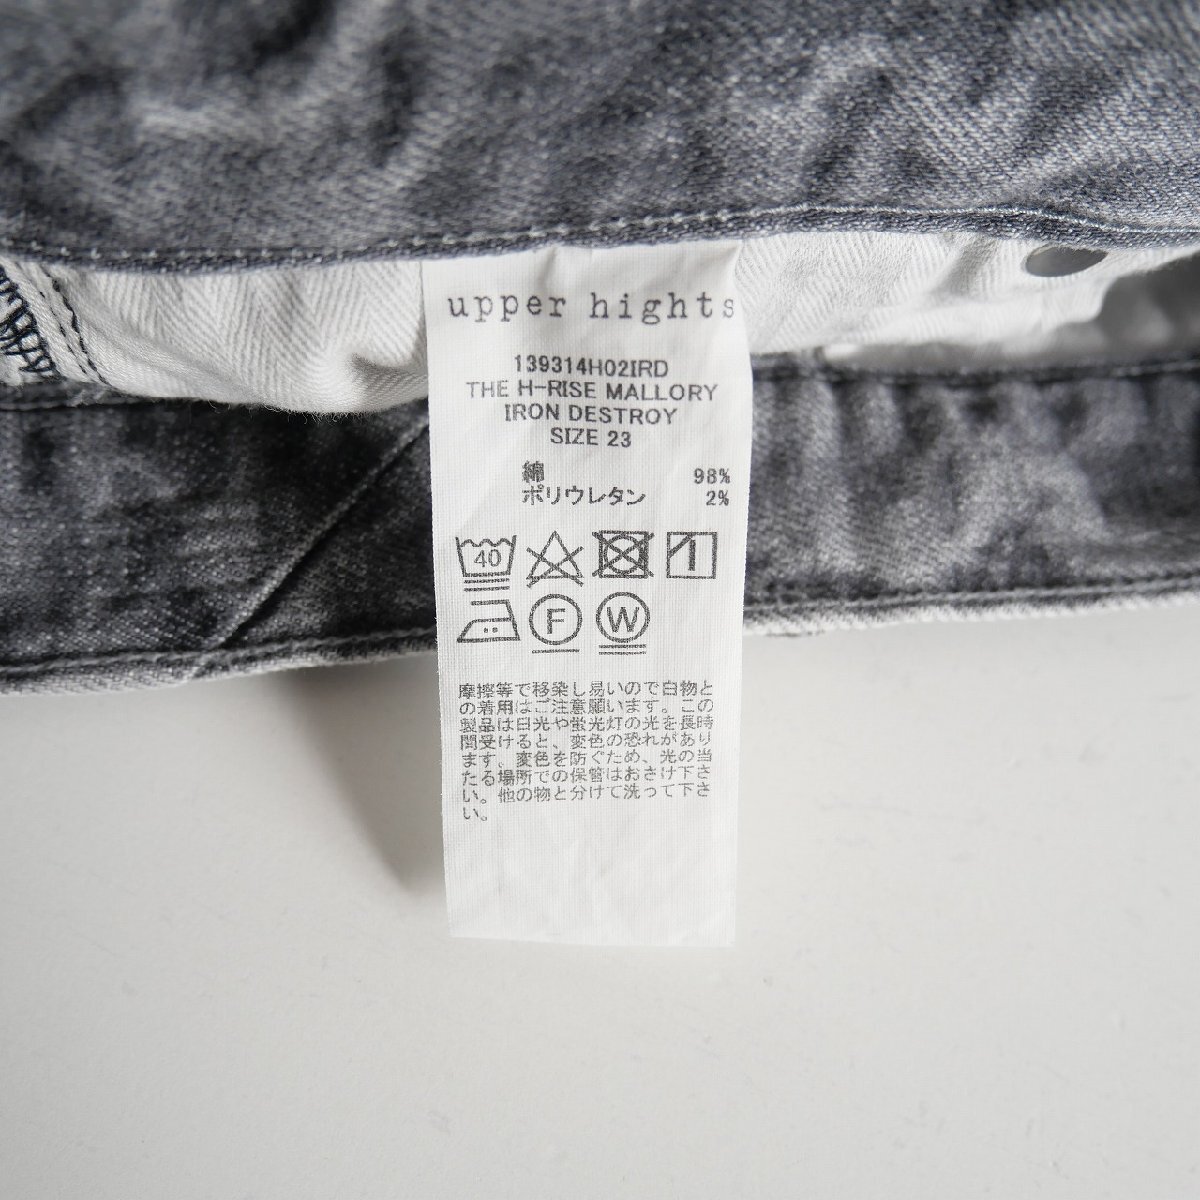 upper hights
139314H02IRD
THE H-RISE MALLORY
IRON DESTROY
SIZE 23
綿 98%
ポリウレタン 2%
40
F W
摩擦等で移染し易いので白物と
の着用はご注意願います。この
製品は日光や蛍光灯の光を長時
間受けると、変色の恐れがあり
ます。変色を防ぐため、光の当
たる場所での保管はおさけ下さ
い。他の物と分けて洗って下さ
い。